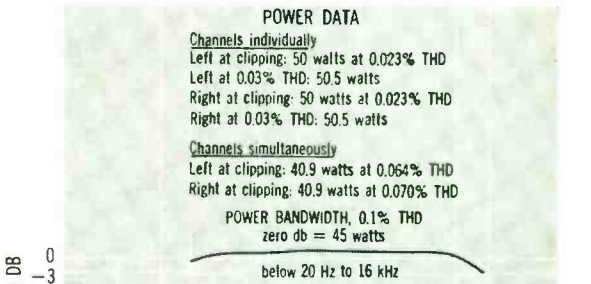 POWER DATA
Channels individually
Left at clipping: 50 watts at 0.023% THD
Left at 0.03% THD: 50.5 watts
Right at clipping: 50 watts at 0.023% THD
Right at 0.03% THD: 50.5 watts
Channels simultaneously
Left at clipping: 40.9 watts at 0.064% THD
Right at clipping: 40.9 watts at 0.070% THD
POWER BANDWIDTH, 0.1% THD
zero db = 45 watts
DB
0
−3
below 20 Hz to 16 kHz